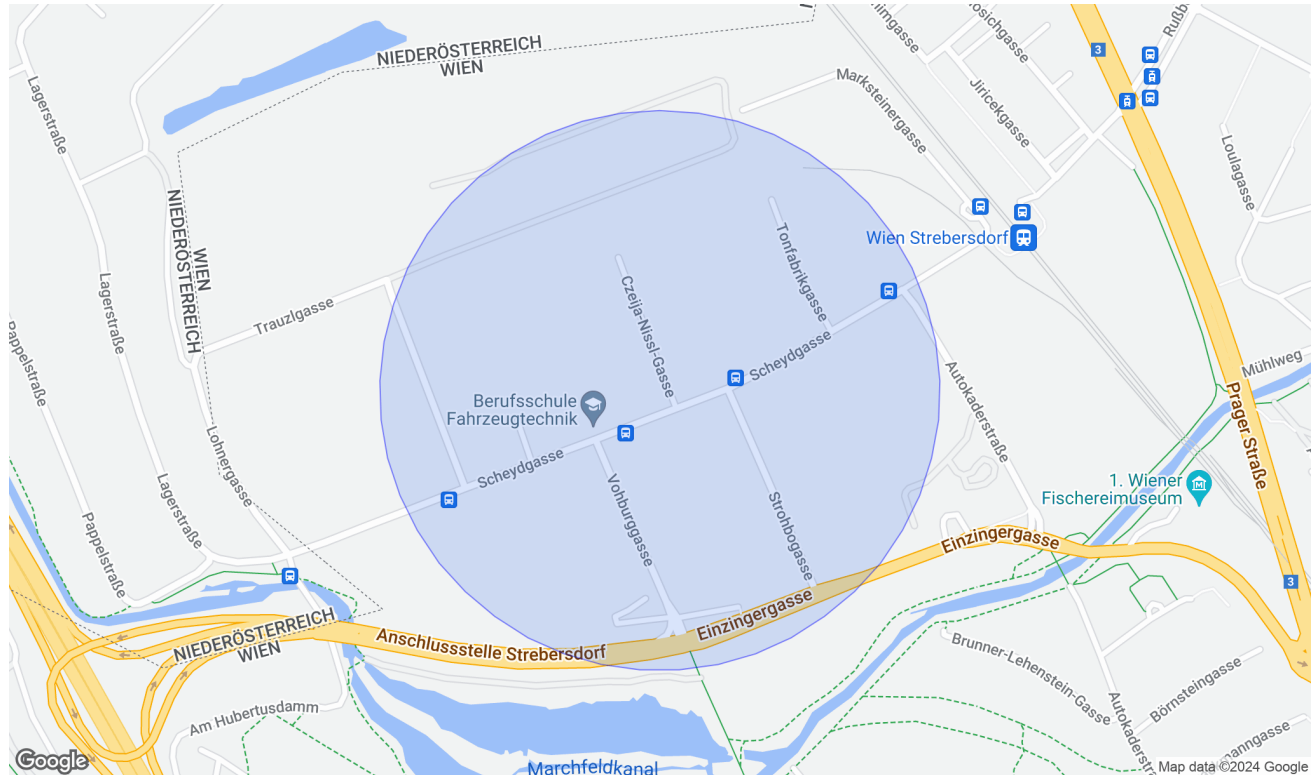 NIEDERÖSTERREICH
WIEN
Jiricekgasse
3
Marksteinergasse
Lagerstraße
Loulagasse
WIEN
NIEDERÖSTERREICH
Tonfabrikgasse
Wien Strebersdorf
Lagerstraße
Trauzlgasse
Czeija-Nissl-Gasse
Pappelstraße
Scheydgasse
Mühlweg
Autokaderstraße
Prager Straße
Berufsschule
Fahrzeugtechnik
Lohnergasse
Scheydgasse
1. Wiener
Fischereimuseum
Lagerstraße
Pappelstraße
Vohburggasse
Strohbogasse
Einzingergasse
3
Einzingergasse
NIEDERÖSTERREICH
WIEN
Anschlussstelle Strebersdorf
Brunner-Lehenstein-Gasse
Börnsteingasse
Am Hubertusdamm
Autokaderstr
Marchfeldkanal
Google
Map data ©2024 Google